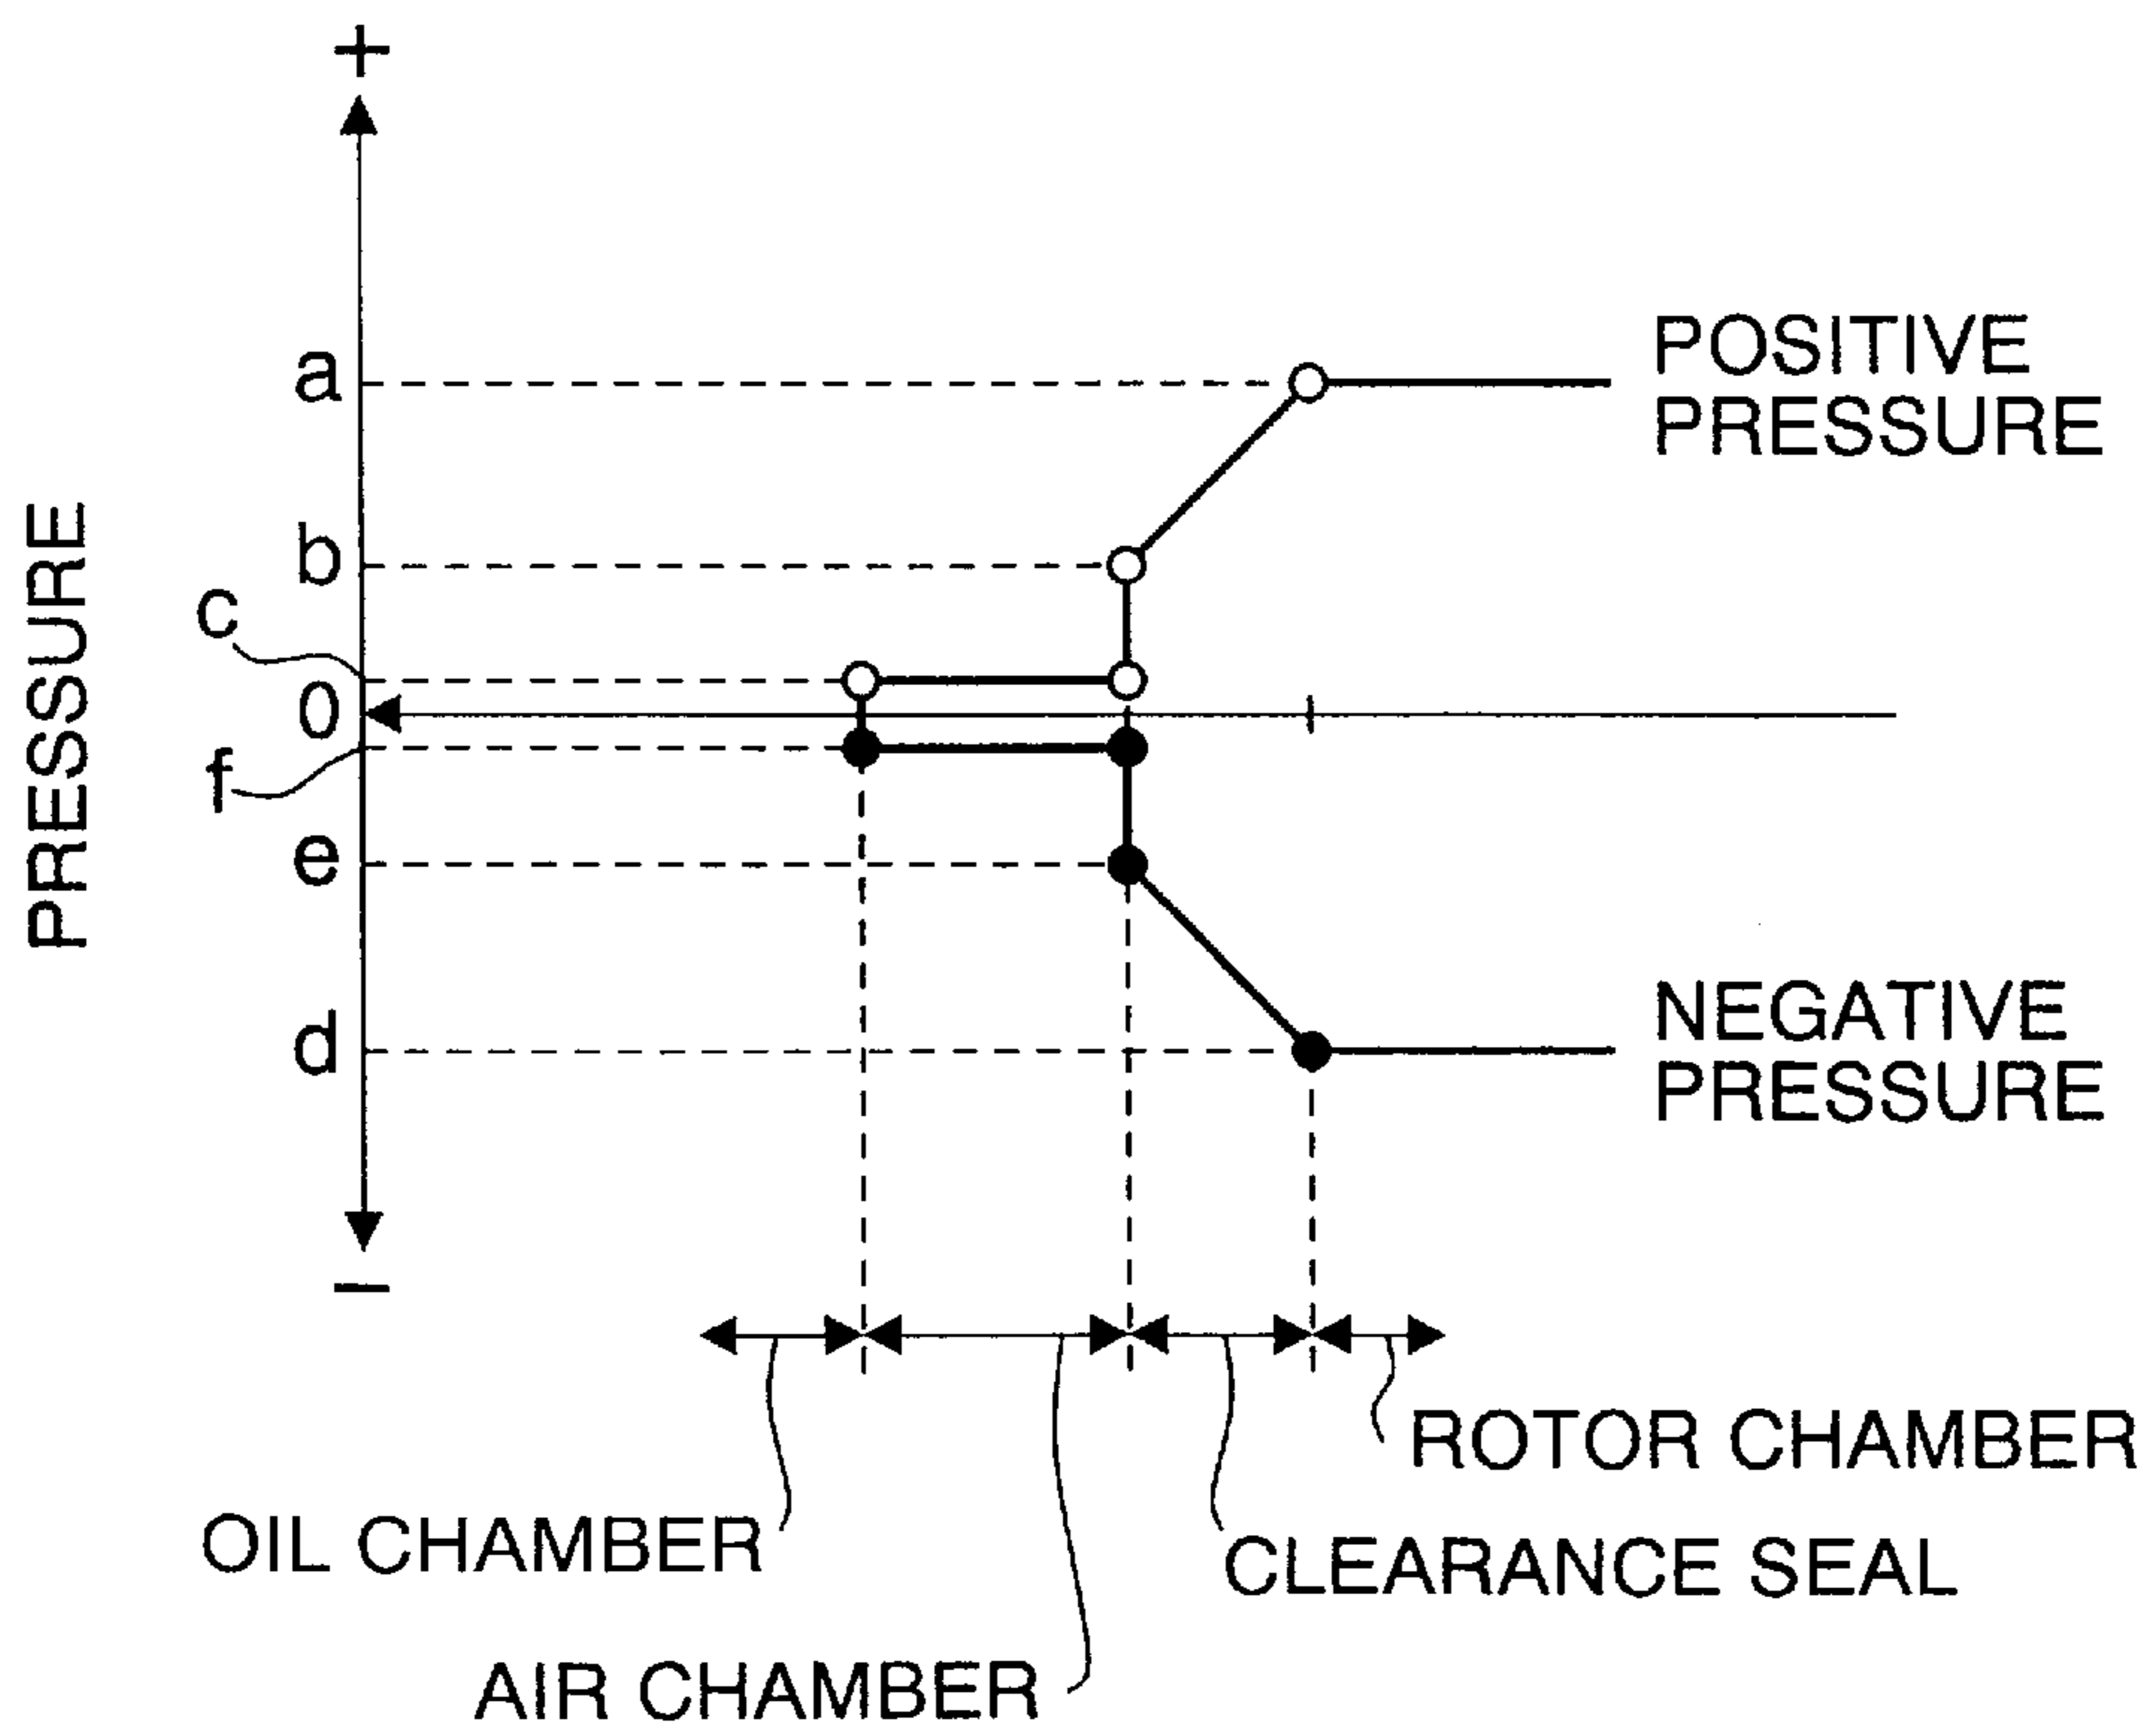 +
a
POSITIVE
PRESSURE
b
c
PRESSURE
0
f
e
d
NEGATIVE
PRESSURE
−
ROTOR CHAMBER
OIL CHAMBER
CLEARANCE SEAL
AIR CHAMBER